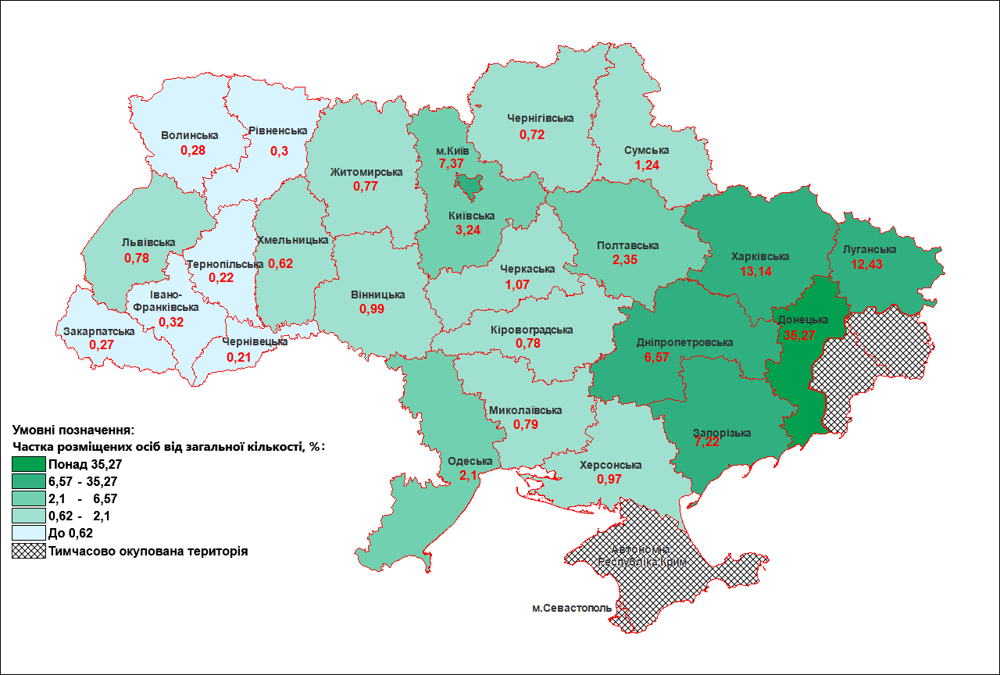 Чернігівська
0,72
Волинська
0,28
Рівненська
0,3
м.Київ
7,37
Сумська
1,24
Житомирська
0,77
Київська
3,24
Львівська
0,78
Хмельницька
0,62
Тернопільська
0,22
Полтавська
2,35
Харківська
13,14
Луганська
12,43
Черкаська
1,07
Івано-
Франківська
0,32
Вінницька
0,99
Закарпатська
0,27
Чернівецька
0,21
Кіровоградська
0,78
Дніпропетровська
6,57
Донецька
35,27
Миколаївська
0,79
Запорізька
7,22
Одеська
2,1
Херсонська
0,97
Автономна
Республіка Крим
м.Севастополь
Умовні позначення:
Частка розміщених осіб від загальної кількості, %:
Понад 35,27
6,57 - 35,27
2,1 - 6,57
0,62 - 2,1
До 0,62
Тимчасово окупована територія